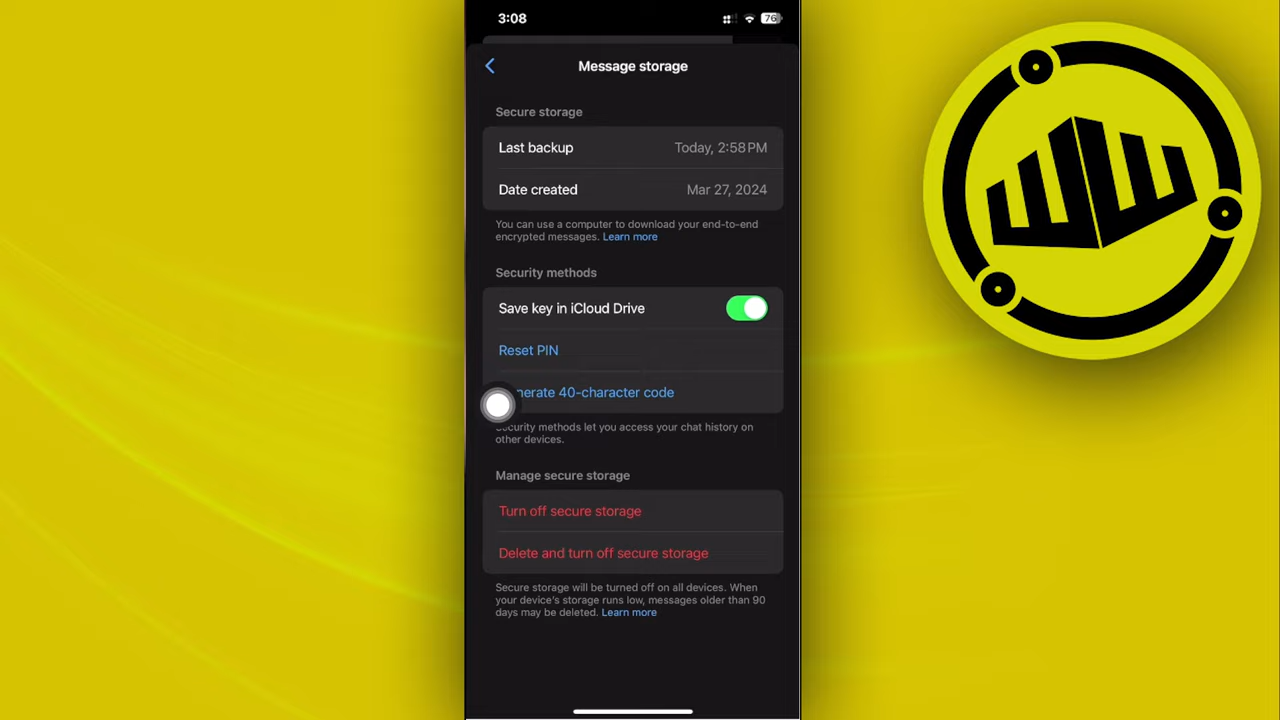 3:08
76
Message storage
Secure storage
Last backup
Today, 2:58 PM
Date created
Mar 27, 2024
You can use a computer to download your end-to-end
encrypted messages. Learn more
Security methods
Save key in iCloud Drive
Reset PIN
40-character code
Security methods let you access your chat history on
other devices.
Manage secure storage
Turn off secure storage
Delete and turn off secure storage
Secure storage will be turned off on all devices. When
your device's storage runs low, messages older than 90
days may be deleted. Learn more